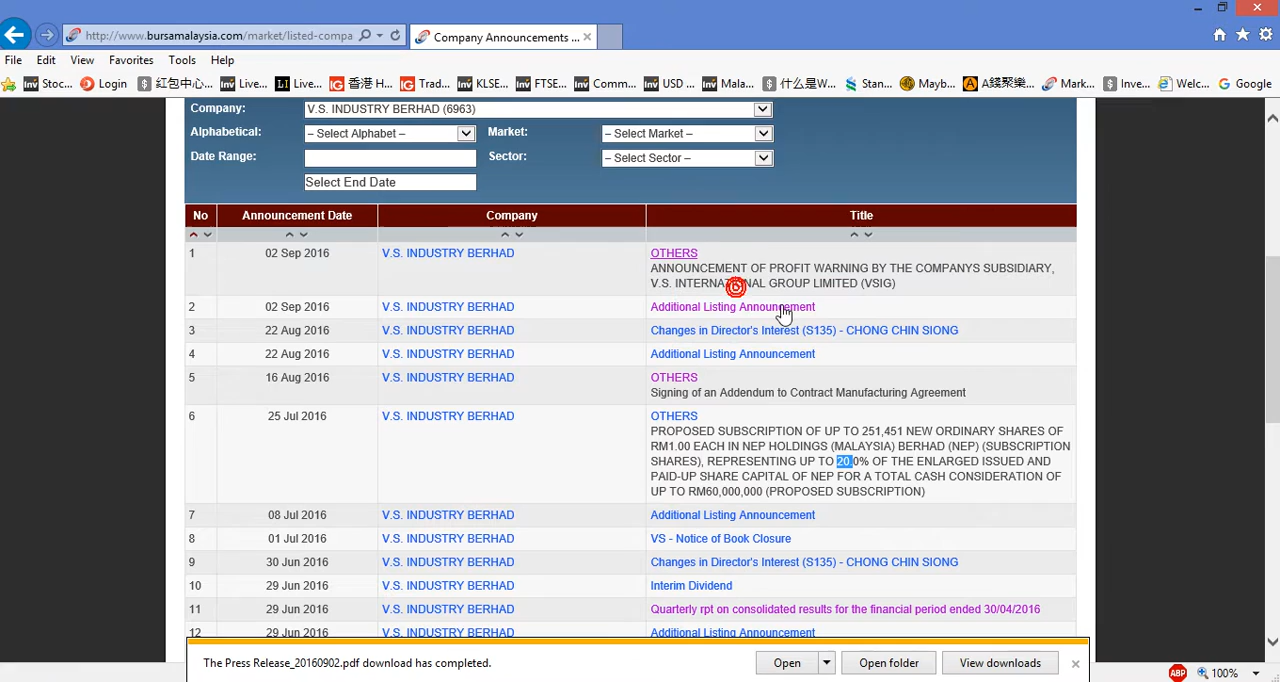 http://www.bursamalaysia.com/market/listed-compa
Company Announcements ...
File Edit View Favorites Tools Help
Stoc... Login 红包中心... Live... Live... 香港 H... Trad... KLSE... FTSE... Comm... USD ... Mala... 什么是W... Stan... Mayb... A錢聚樂... Mark... Inve... Welc... Google
Company: V.S. INDUSTRY BERHAD (6963)
Alphabetical: – Select Alphabet – Market: – Select Market –
Date Range: Sector: – Select Sector –
Select End Date
No Announcement Date Company Title
1 02 Sep 2016 V.S. INDUSTRY BERHAD OTHERS
ANNOUNCEMENT OF PROFIT WARNING BY THE COMPANYS SUBSIDIARY,
V.S. INTERNATIONAL GROUP LIMITED (VSIG)
2 02 Sep 2016 V.S. INDUSTRY BERHAD Additional Listing Announcement
3 22 Aug 2016 V.S. INDUSTRY BERHAD Changes in Director's Interest (S135) - CHONG CHIN SIONG
4 22 Aug 2016 V.S. INDUSTRY BERHAD Additional Listing Announcement
5 16 Aug 2016 V.S. INDUSTRY BERHAD OTHERS
Signing of an Addendum to Contract Manufacturing Agreement
6 25 Jul 2016 V.S. INDUSTRY BERHAD OTHERS
PROPOSED SUBSCRIPTION OF UP TO 251,451 NEW ORDINARY SHARES OF
RM1.00 EACH IN NEP HOLDINGS (MALAYSIA) BERHAD (NEP) (SUBSCRIPTION
SHARES), REPRESENTING UP TO 20.0% OF THE ENLARGED ISSUED AND
PAID-UP SHARE CAPITAL OF NEP FOR A TOTAL CASH CONSIDERATION OF
UP TO RM60,000,000 (PROPOSED SUBSCRIPTION)
7 08 Jul 2016 V.S. INDUSTRY BERHAD Additional Listing Announcement
8 01 Jul 2016 V.S. INDUSTRY BERHAD VS - Notice of Book Closure
9 30 Jun 2016 V.S. INDUSTRY BERHAD Changes in Director's Interest (S135) - CHONG CHIN SIONG
10 29 Jun 2016 V.S. INDUSTRY BERHAD Interim Dividend
11 29 Jun 2016 V.S. INDUSTRY BERHAD Quarterly rpt on consolidated results for the financial period ended 30/04/2016
12 29 Jun 2016 V.S. INDUSTRY BERHAD Additional Listing Announcement
The Press Release_20160902.pdf download has completed. Open Open folder View downloads
ABP 100%